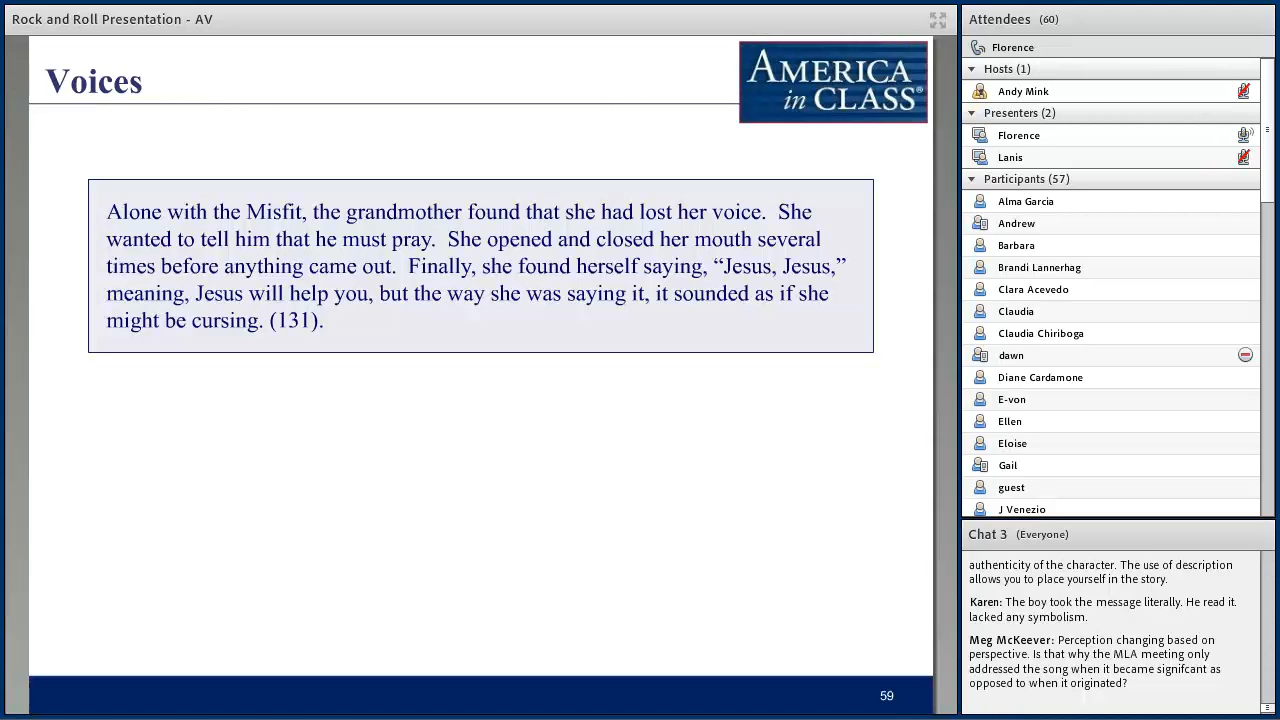 Rock and Roll Presentation - AV
Voices
AMERICA
in CLASS®
Alone with the Misfit, the grandmother found that she had lost her voice.  She
wanted to tell him that he must pray.  She opened and closed her mouth several
times before anything came out.  Finally, she found herself saying, “Jesus, Jesus,”
meaning, Jesus will help you, but the way she was saying it, it sounded as if she
might be cursing. (131).
59
Attendees (60)
Florence
Hosts (1)
Andy Mink
Presenters (2)
Florence
Lanis
Participants (57)
Alma Garcia
Andrew
Barbara
Brandi Lannerhag
Clara Acevedo
Claudia
Claudia Chiriboga
dawn
Diane Cardamone
E-von
Ellen
Eloise
Gail
guest
J Venezio
Chat 3 (Everyone)
authenticity of the character. The use of description
allows you to place yourself in the story.
Karen: The boy took the message literally. He read it.
lacked any symbolism.
Meg McKeever: Perception changing based on
perspective. Is that why the MLA meeting only
addressed the song when it became signifcant as
opposed to when it originated?